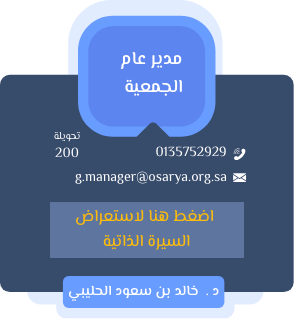 مدير عام
الجمعية
تحويلة
0135752929 200
g.manager@osarya.org.sa
اضغط هنا لاستعراض
السيرة الذاتية
د . خالد بن سعود الحليبي